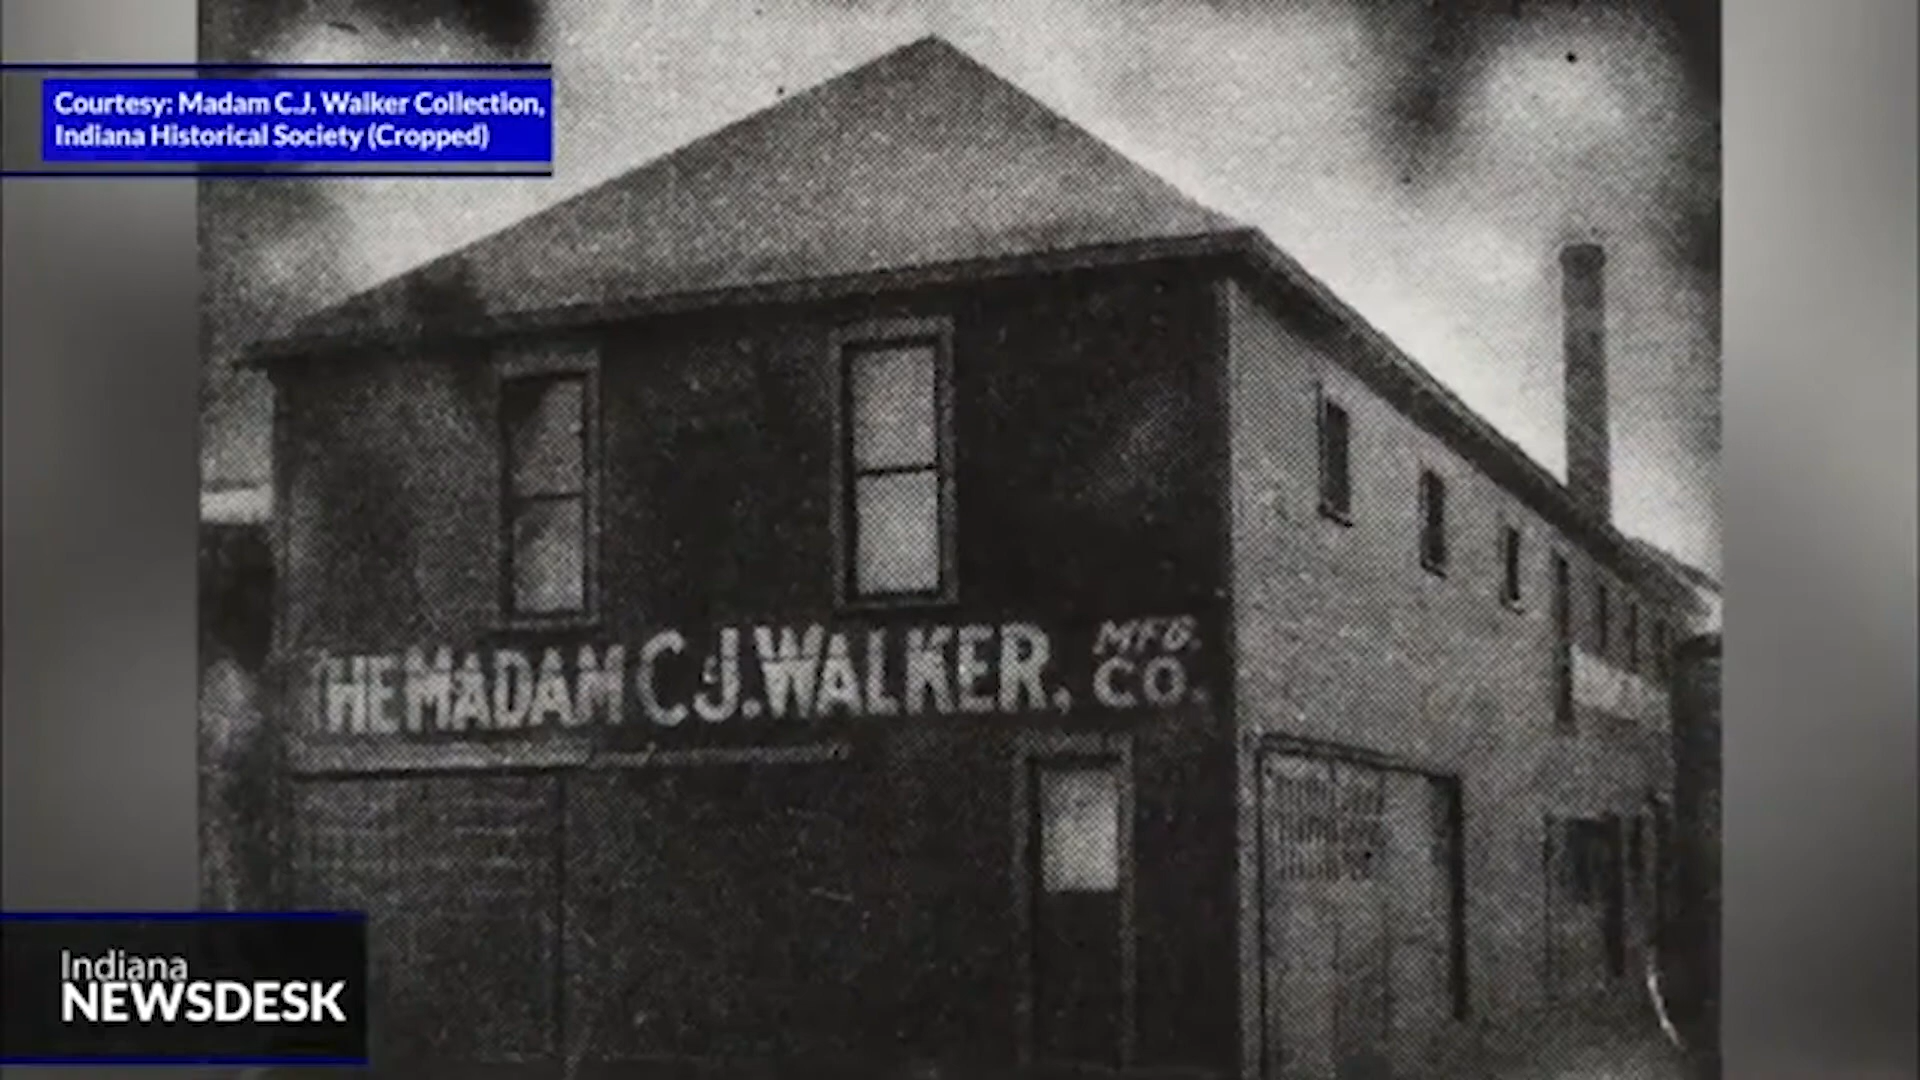 Courtesy: Madam C.J. Walker Collection,
Indiana Historical Society (Cropped)
THE MADAM C.J. WALKER, MFG. CO.
Indiana
NEWSDESK